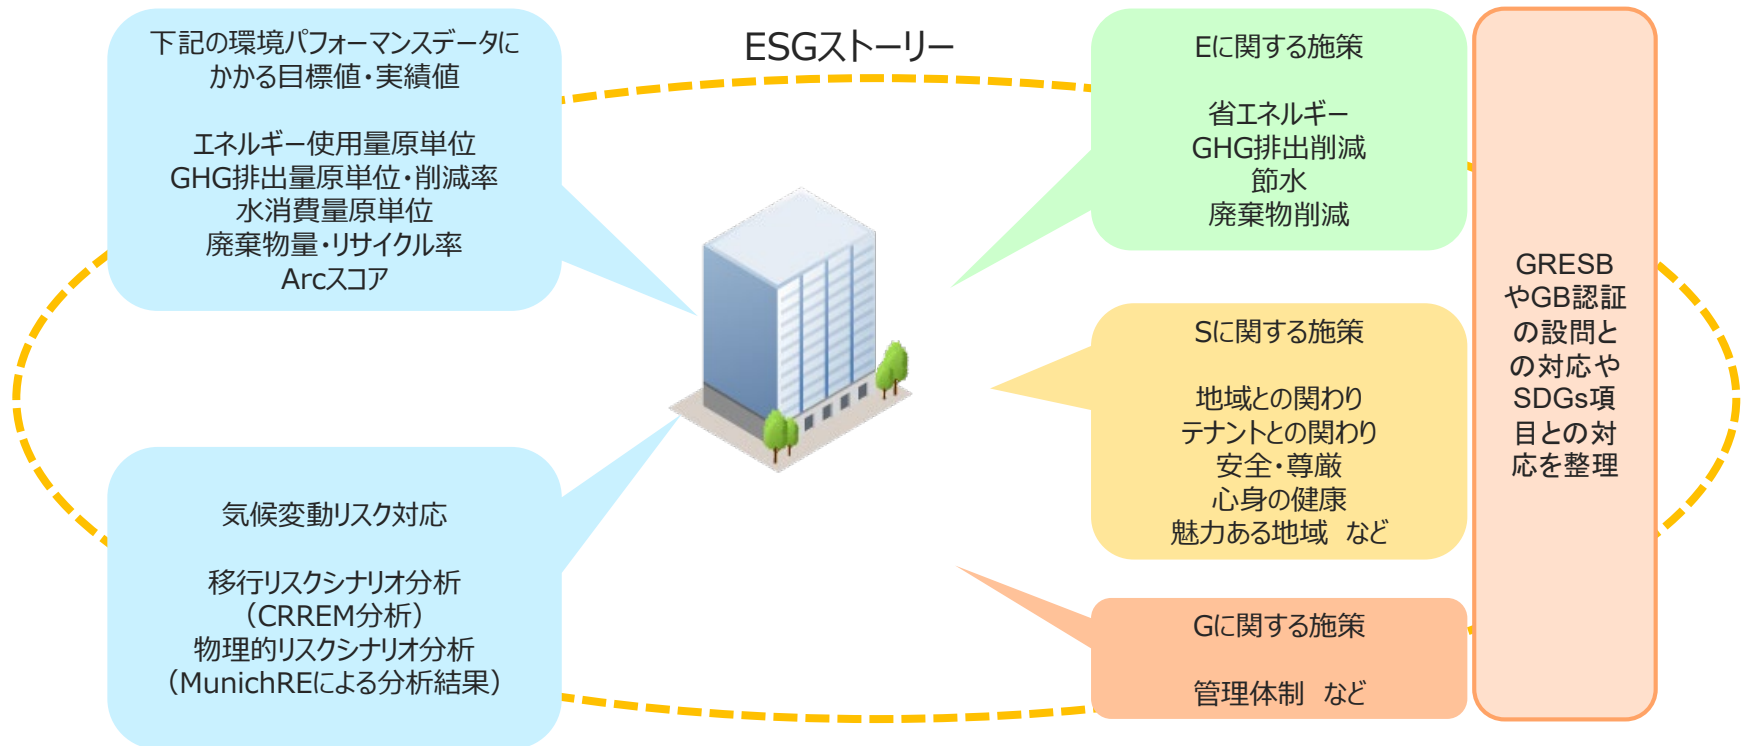 ESGストーリー
下記の環境パフォーマンスデータに
かかる目標値・実績値
エネルギー使用量原単位
GHG排出量原単位・削減率
水消費量原単位
廃棄物量・リサイクル率
Arcスコア
気候変動リスク対応
移行リスクシナリオ分析
（CRREM分析）
物理的リスクシナリオ分析
（MunichREによる分析結果）
Eに関する施策
省エネルギー
GHG排出削減
節水
廃棄物削減
Sに関する施策
地域との関わり
テナントとの関わり
安全・尊厳
心身の健康
魅力ある地域　など
Gに関する施策
管理体制　など
GRESB
やGB認証
の設問と
の対応や
SDGs項
目との対
応を整理